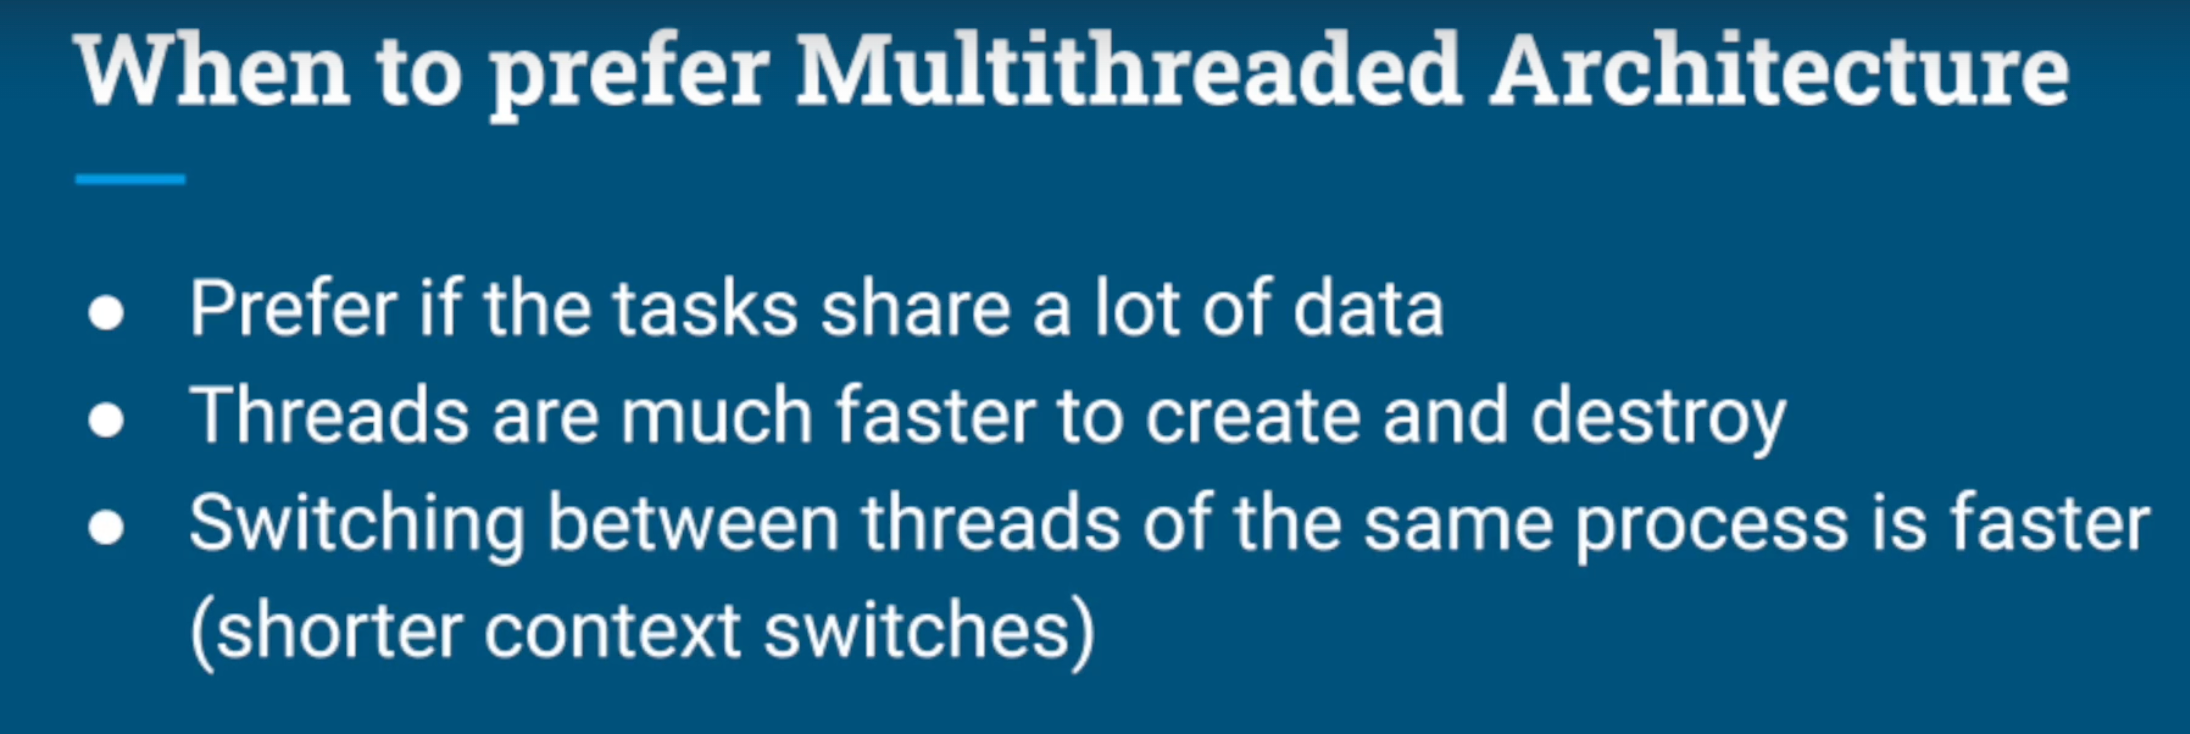 When to prefer Multithreaded Architecture
● Prefer if the tasks share a lot of data
● Threads are much faster to create and destroy
● Switching between threads of the same process is faster
(shorter context switches)